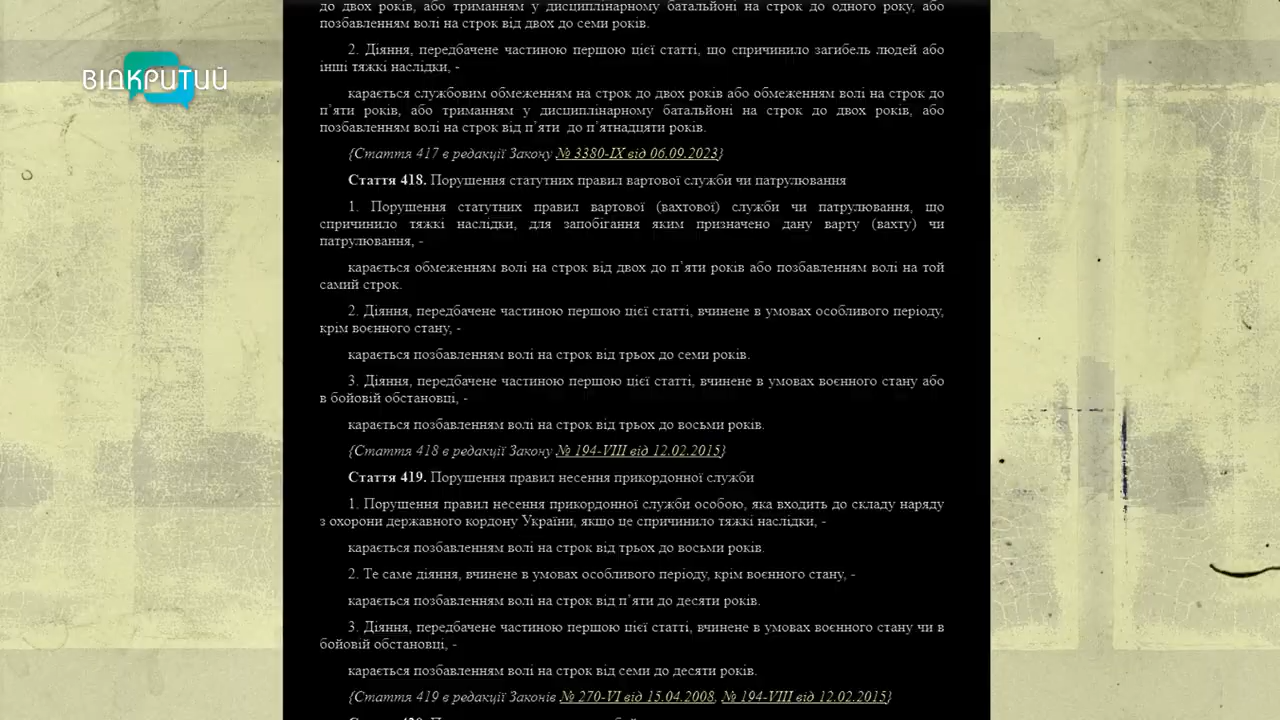 до двох років, або триманням у дисциплінарному батальйоні на строк до одного року, або
позбавленням волі на строк від двох до семи років.
2. Діяння, передбачене частиною першою цієї статті, що спричинило загибель людей або
інші тяжкі наслідки, -
ВІДКРИТИЙ
карається службовим обмеженням на строк до двох років або обмеженням волі на строк до
п’яти років, або триманням у дисциплінарному батальйоні на строк до двох років, або
позбавленням волі на строк від п’яти до п’ятнадцяти років.
{Стаття 417 в редакції Закону № 3380-IX від 06.09.2023}
Стаття 418. Порушення статутних правил вартової служби чи патрулювання
1. Порушення статутних правил вартової (вахтової) служби чи патрулювання, що
спричинило тяжкі наслідки, для запобігання яким призначено дану варту (вахту) чи
патрулювання, -
карається обмеженням волі на строк від двох до п’яти років або позбавленням волі на той
самий строк.
2. Діяння, передбачене частиною першою цієї статті, вчинене в умовах особливого періоду,
крім воєнного стану, -
карається позбавленням волі на строк від трьох до семи років.
3. Діяння, передбачене частиною першою цієї статті, вчинене в умовах воєнного стану або
в бойовій обстановці, -
карається позбавленням волі на строк від трьох до восьми років.
{Стаття 418 в редакції Закону № 194-VIII від 12.02.2015}
Стаття 419. Порушення правил несення прикордонної служби
1. Порушення правил несення прикордонної служби особою, яка входить до складу наряду
з охорони державного кордону України, якщо це спричинило тяжкі наслідки, -
карається позбавленням волі на строк від трьох до восьми років.
2. Те саме діяння, вчинене в умовах особливого періоду, крім воєнного стану, -
карається позбавленням волі на строк від п’яти до десяти років.
3. Діяння, передбачене частиною першою цієї статті, вчинене в умовах воєнного стану чи в
бойовій обстановці, -
карається позбавленням волі на строк від семи до десяти років.
{Стаття 419 в редакції Законів № 270-VI від 15.04.2008, № 194-VIII від 12.02.2015}